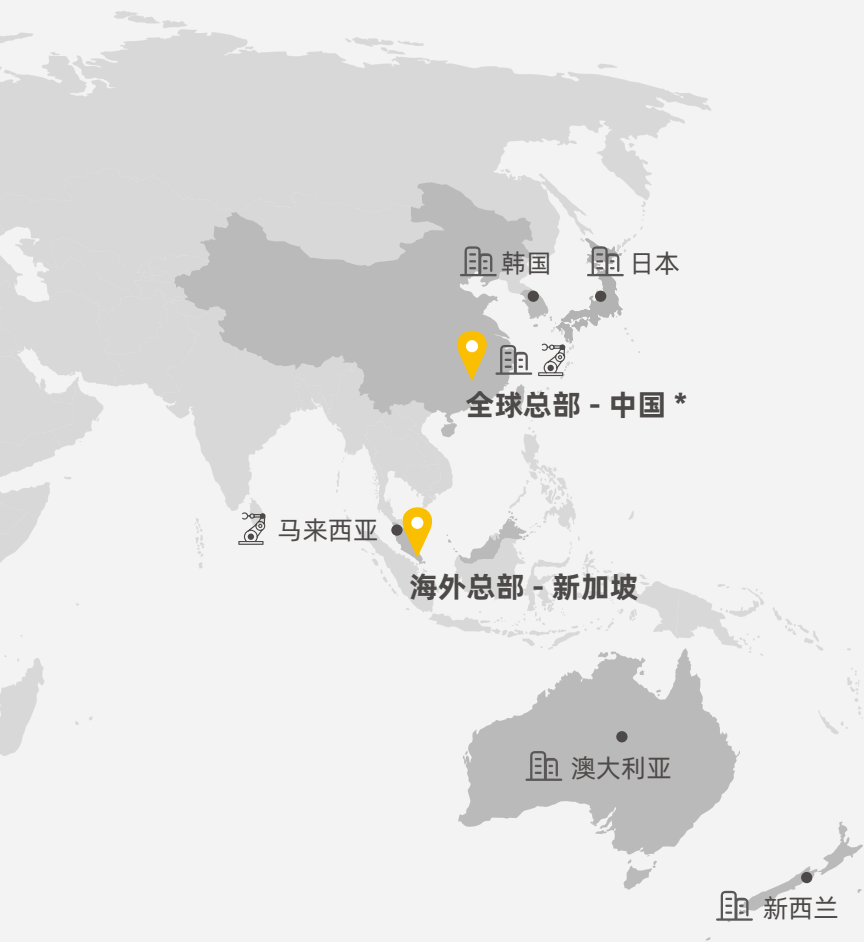 韩国
日本
全球总部 - 中国 *
马来西亚
海外总部 - 新加坡
澳大利亚
新西兰